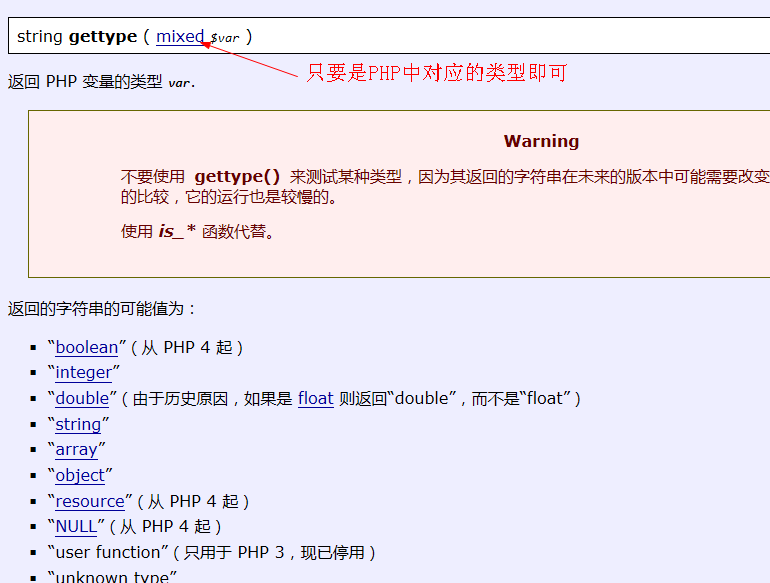 string gettype ( mixed $var )
只要是PHP中对应的类型即可
返回 PHP 变量的类型 var.
Warning
不要使用 gettype() 来测试某种类型，因为其返回的字符串在未来的版本中可能需要改变
的比较，它的运行也是较慢的。
使用 is_* 函数代替。
返回的字符串的可能值为：
“boolean”（从 PHP 4 起）
“integer”
“double”（由于历史原因，如果是 float 则返回“double”，而不是“float”）
“string”
“array”
“object”
“resource”（从 PHP 4 起）
“NULL”（从 PHP 4 起）
“user function”（只用于 PHP 3，现已停用）
“unknown type”